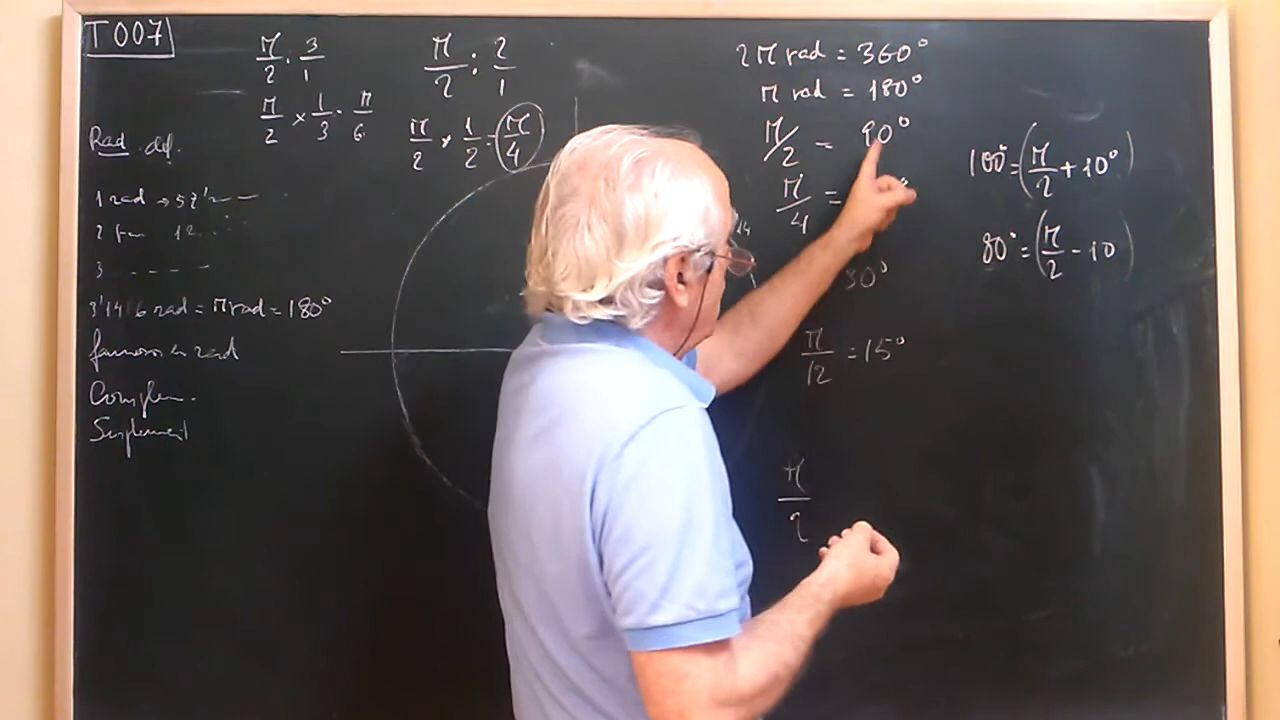 T007
π/2 : 3/1
π/2 × 1/3 = π/6
π/2 : 2/1
π/2 × 1/2 = π/4
Rad def.
1 rad → 57'
2
3 - - - -
3'1416 rad = π rad = 180°
en rad
Complem.
Suplement
2π rad = 360°
π rad = 180°
π/2 = 90°
π/4 =
30°
π/12 = 15°
π/2
100° = (π/2 + 10°)
80° = (π/2 - 10)